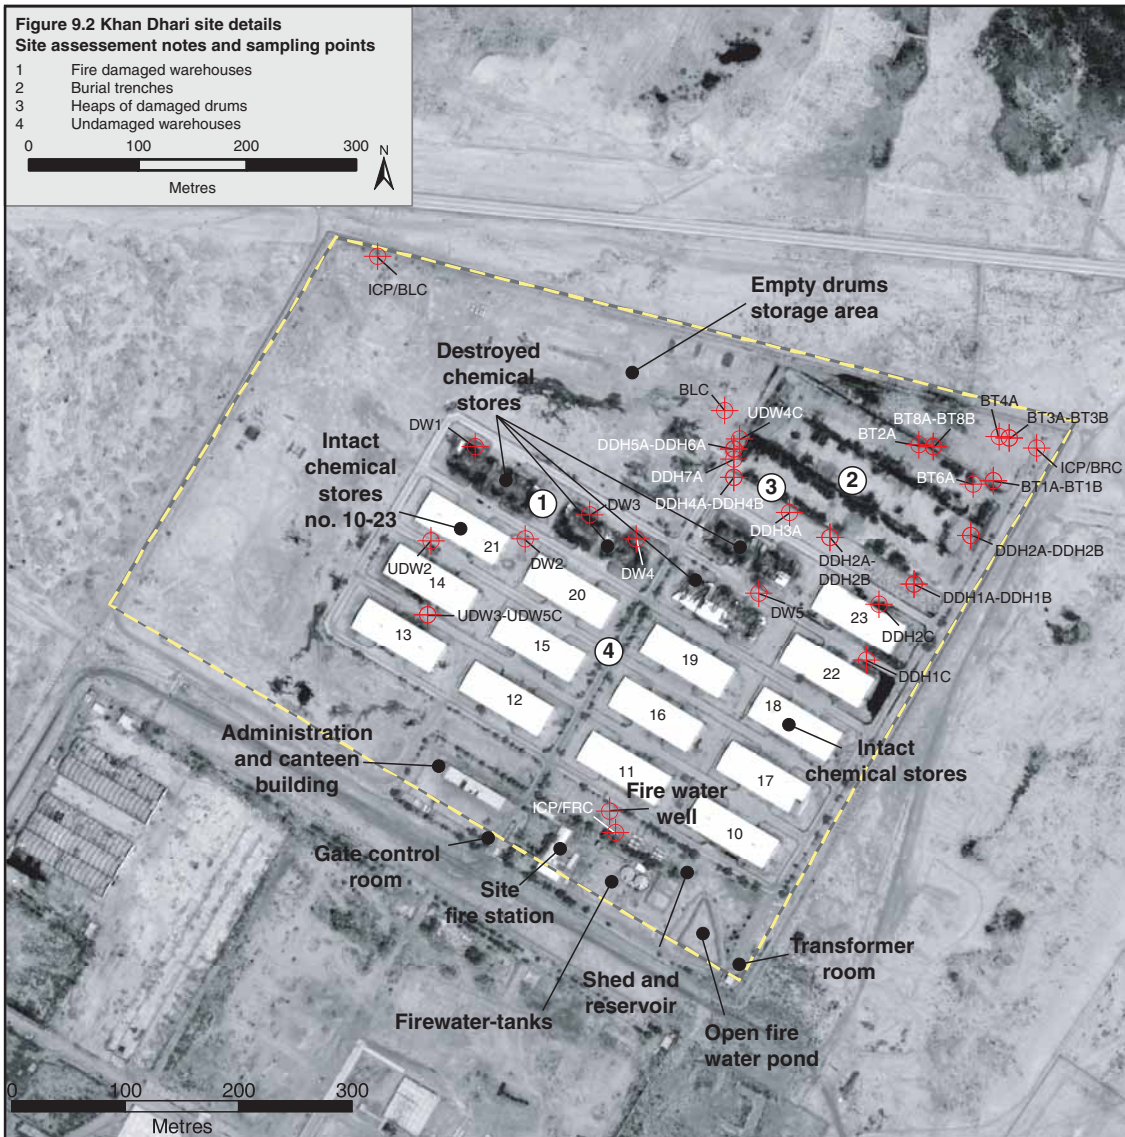 Figure 9.2 Khan Dhari site details
Site assessement notes and sampling points
1 Fire damaged warehouses
2 Burial trenches
3 Heaps of damaged drums
4 Undamaged warehouses
0 100 200 300
N
Metres
ICP/BLC
Empty drums
storage area
Destroyed
chemical
stores
BLC
UDW4C
BT8A-BT8B
BT4A
BT3A-BT3B
DW1
DDH5A-DDH6A
BT2A
ICP/BRC
Intact
chemical
stores
no. 10-23
DDH7A
BT6A
BT1A-BT1B
DDH4A-DDH4B
3
2
1
DW3
DDH3A
DDH2A-DDH2B
21
UDW2
DW2
DW4
DDH2A-
DDH2B
14
20
DW5
DDH1A-DDH1B
UDW3-UDW5C
23
13
15
4
19
DDH2C
22
DDH1C
12
16
18
Administration
and canteen
building
Intact
chemical stores
11
17
Fire water
well
ICP/FRC
10
Gate control
room
Site
fire station
Transformer
room
Shed and
reservoir
Firewater-tanks
Open fire
water pond
0 100 200 300
Metres